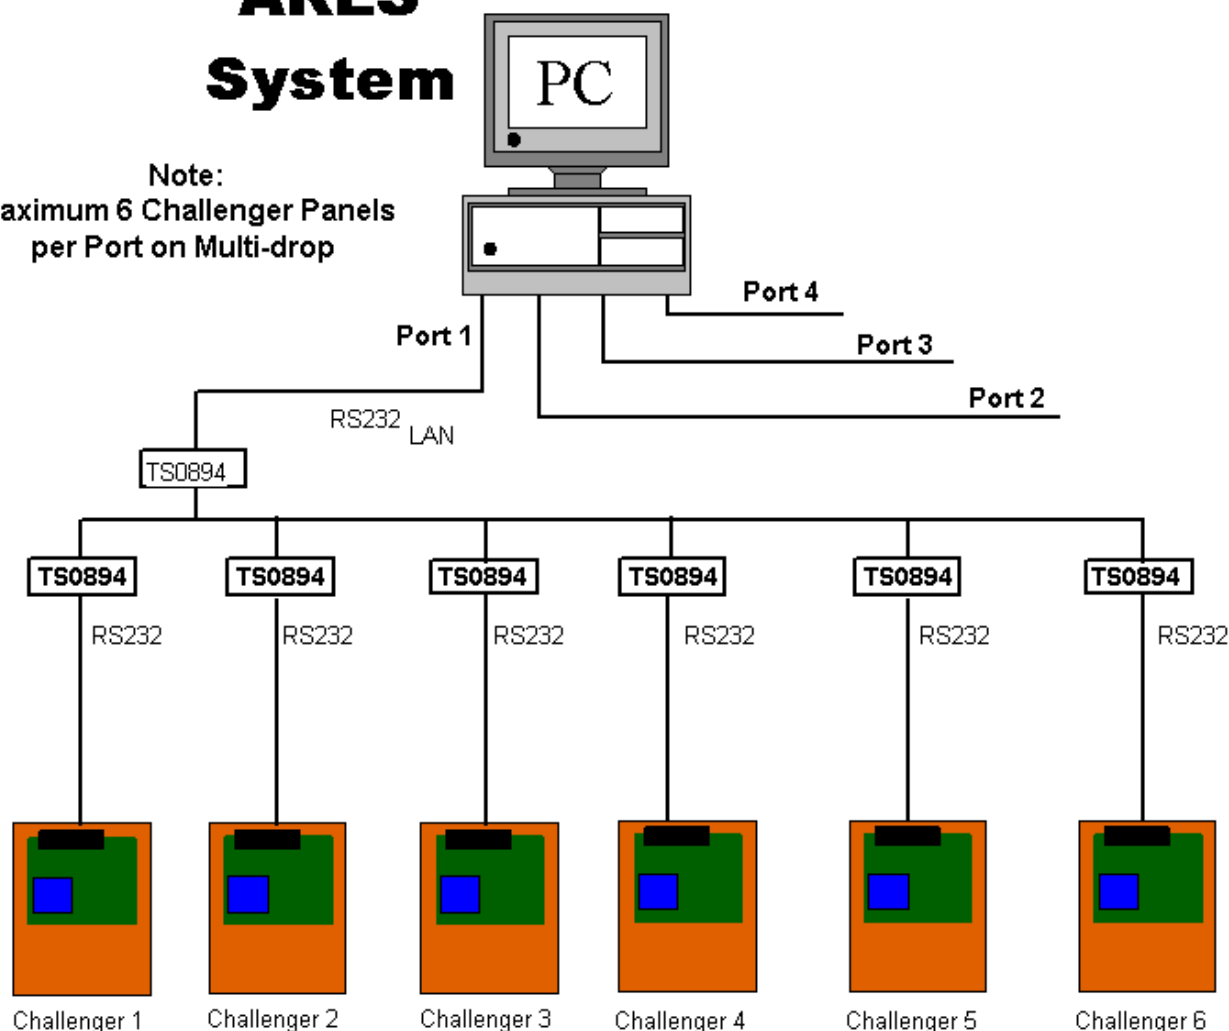 ARES
System
PC
Note:
aximum 6 Challenger Panels
per Port on Multi-drop
Port 4
Port 1
Port 3
Port 2
RS232
LAN
TS0894
TS0894
TS0894
TS0894
TS0894
TS0894
TS0894
RS232
RS232
RS232
RS232
RS232
RS232
Challenger 1
Challenger 2
Challenger 3
Challenger 4
Challenger 5
Challenger 6